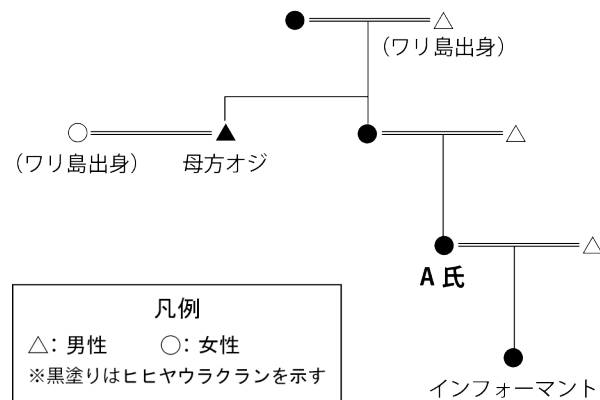 （ワリ島出身）
（ワリ島出身）
母方オジ
A 氏
凡例
△：男性　○：女性
※黒塗りはヒヒヤウラクランを示す
インフォーマント